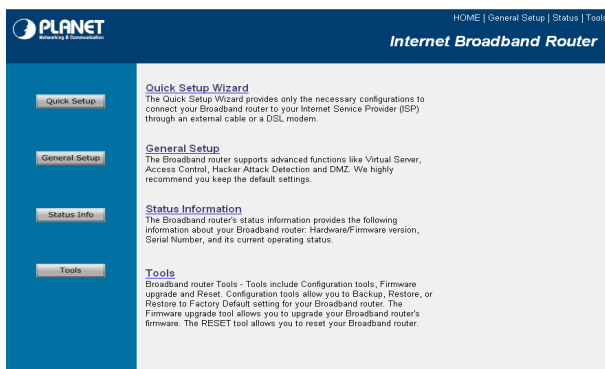 PLANET
Networking & Communication
HOME | General Setup | Status | Tools
Internet Broadband Router
Quick Setup
Quick Setup Wizard
The Quick Setup Wizard provides only the necessary configurations to
connect your Broadband router to your Internet Service Provider (ISP)
through an external cable or a DSL modem.
General Setup
General Setup
The Broadband router supports advanced functions like Virtual Server,
Access Control, Hacker Attack Detection and DMZ. We highly
recommend you keep the default settings.
Status Info
Status Information
The Broadband router's status information provides the following
information about your Broadband router: Hardware/Firmware version,
Serial Number, and its current operating status.
Tools
Tools
Broadband router Tools - Tools include Configuration tools, Firmware
upgrade and Reset. Configuration tools allow you to Backup, Restore, or
Restore to Factory Default setting for your Broadband router. The
Firmware upgrade tool allows you to upgrade your Broadband router's
firmware. The RESET tool allows you to reset your Broadband router.